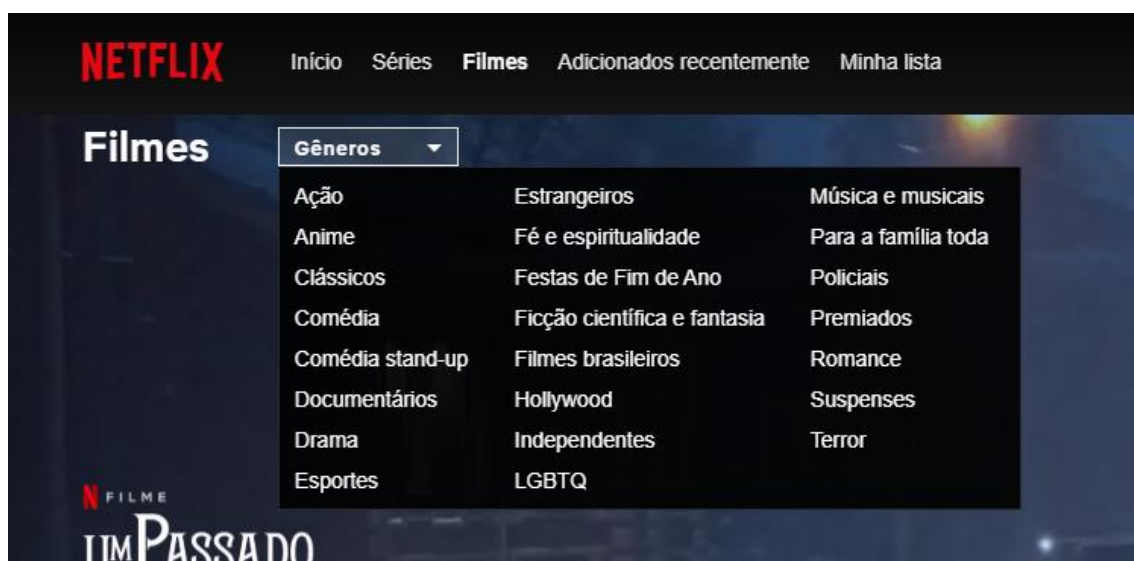 NETFLIX Início Séries Filmes Adicionados recentemente Minha lista
Filmes Gêneros
Ação Estrangeiros Música e musicais
Anime Fé e espiritualidade Para a família toda
Clássicos Festas de Fim de Ano Policiais
Comédia Ficção científica e fantasia Premiados
Comédia stand-up Filmes brasileiros Romance
Documentários Hollywood Suspenses
Drama Independentes Terror
Esportes LGBTQ
N FILME
UM PASSADO